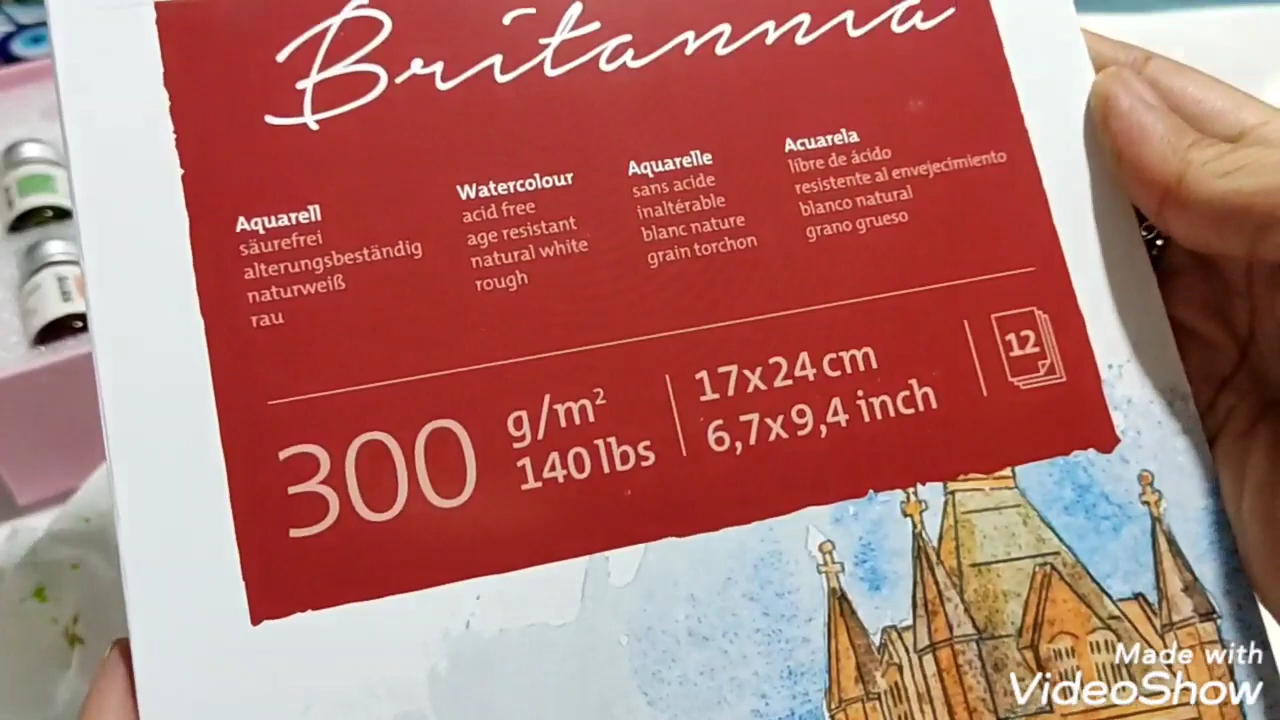 Britannia
Aquarell
säurefrei
alterungsbeständig
naturweiß
rau
Watercolour
acid free
age resistant
natural white
rough
Aquarelle
sans acide
inaltérable
blanc nature
grain torchon
Acuarela
libre de ácido
resistente al envejecimiento
blanco natural
grano grueso
300 g/m²
140 lbs
17x24 cm
6,7x9,4 inch
12
Made with
VideoShow